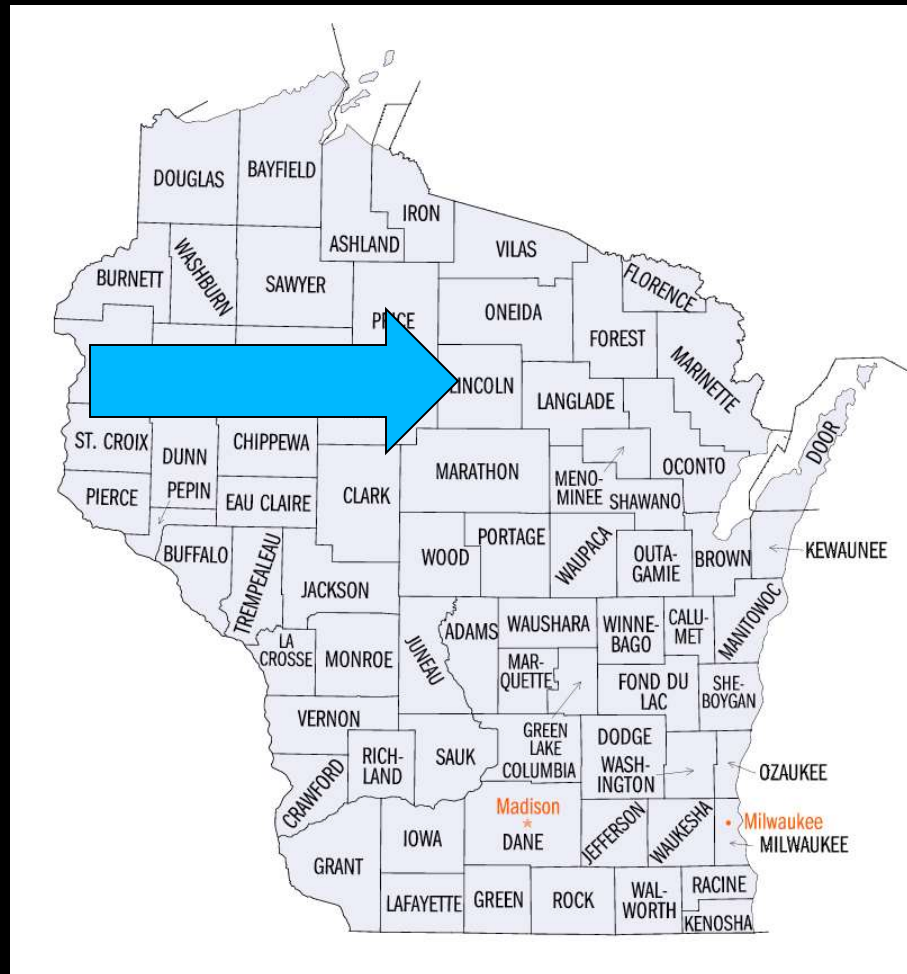 DOUGLAS
BAYFIELD
IRON
ASHLAND
VILAS
BURNETT
WASHBURN
SAWYER
FLORENCE
PRICE
ONEIDA
FOREST
MARINETTE
LINCOLN
LANGLADE
DOOR
ST. CROIX
DUNN
CHIPPEWA
MARATHON
OCONTO
MENO-
MINEE
PIERCE
PEPIN
EAU CLAIRE
CLARK
SHAWANO
BUFFALO
TREMPEALEAU
JACKSON
WOOD
PORTAGE
WAUPACA
OUTA-
GAMIE
BROWN
KEWAUNEE
LA
CROSSE
MONROE
JUNEAU
ADAMS
WAUSHARA
WINNE-
BAGO
CALU-
MET
MANITOWOC
MAR-
QUETTE
FOND DU
LAC
SHE-
BOYGAN
VERNON
GREEN
LAKE
DODGE
CRAWFORD
RICH-
LAND
SAUK
COLUMBIA
WASH-
INGTON
OZAUKEE
Madison
DANE
IOWA
JEFFERSON
WAUKESHA
Milwaukee
MILWAUKEE
GRANT
LAFAYETTE
GREEN
ROCK
WAL-
WORTH
RACINE
KENOSHA